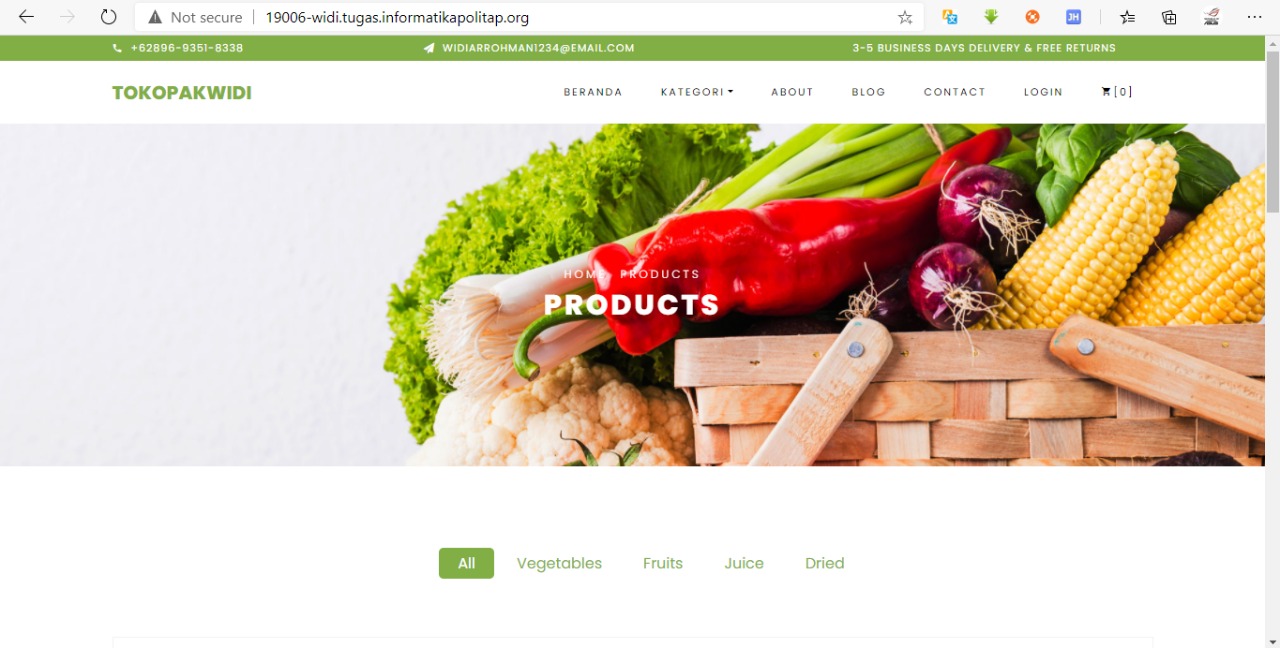 Not secure | 19006-widi.tugas.informatikapolitap.org
JH
+62896-9351-8338 WIDIARROHMAN1234@EMAIL.COM 3-5 BUSINESS DAYS DELIVERY & FREE RETURNS
TOKOPAKWIDI BERANDA KATEGORI ABOUT BLOG CONTACT LOGIN [0]
HOME PRODUCTS
PRODUCTS
All Vegetables Fruits Juice Dried